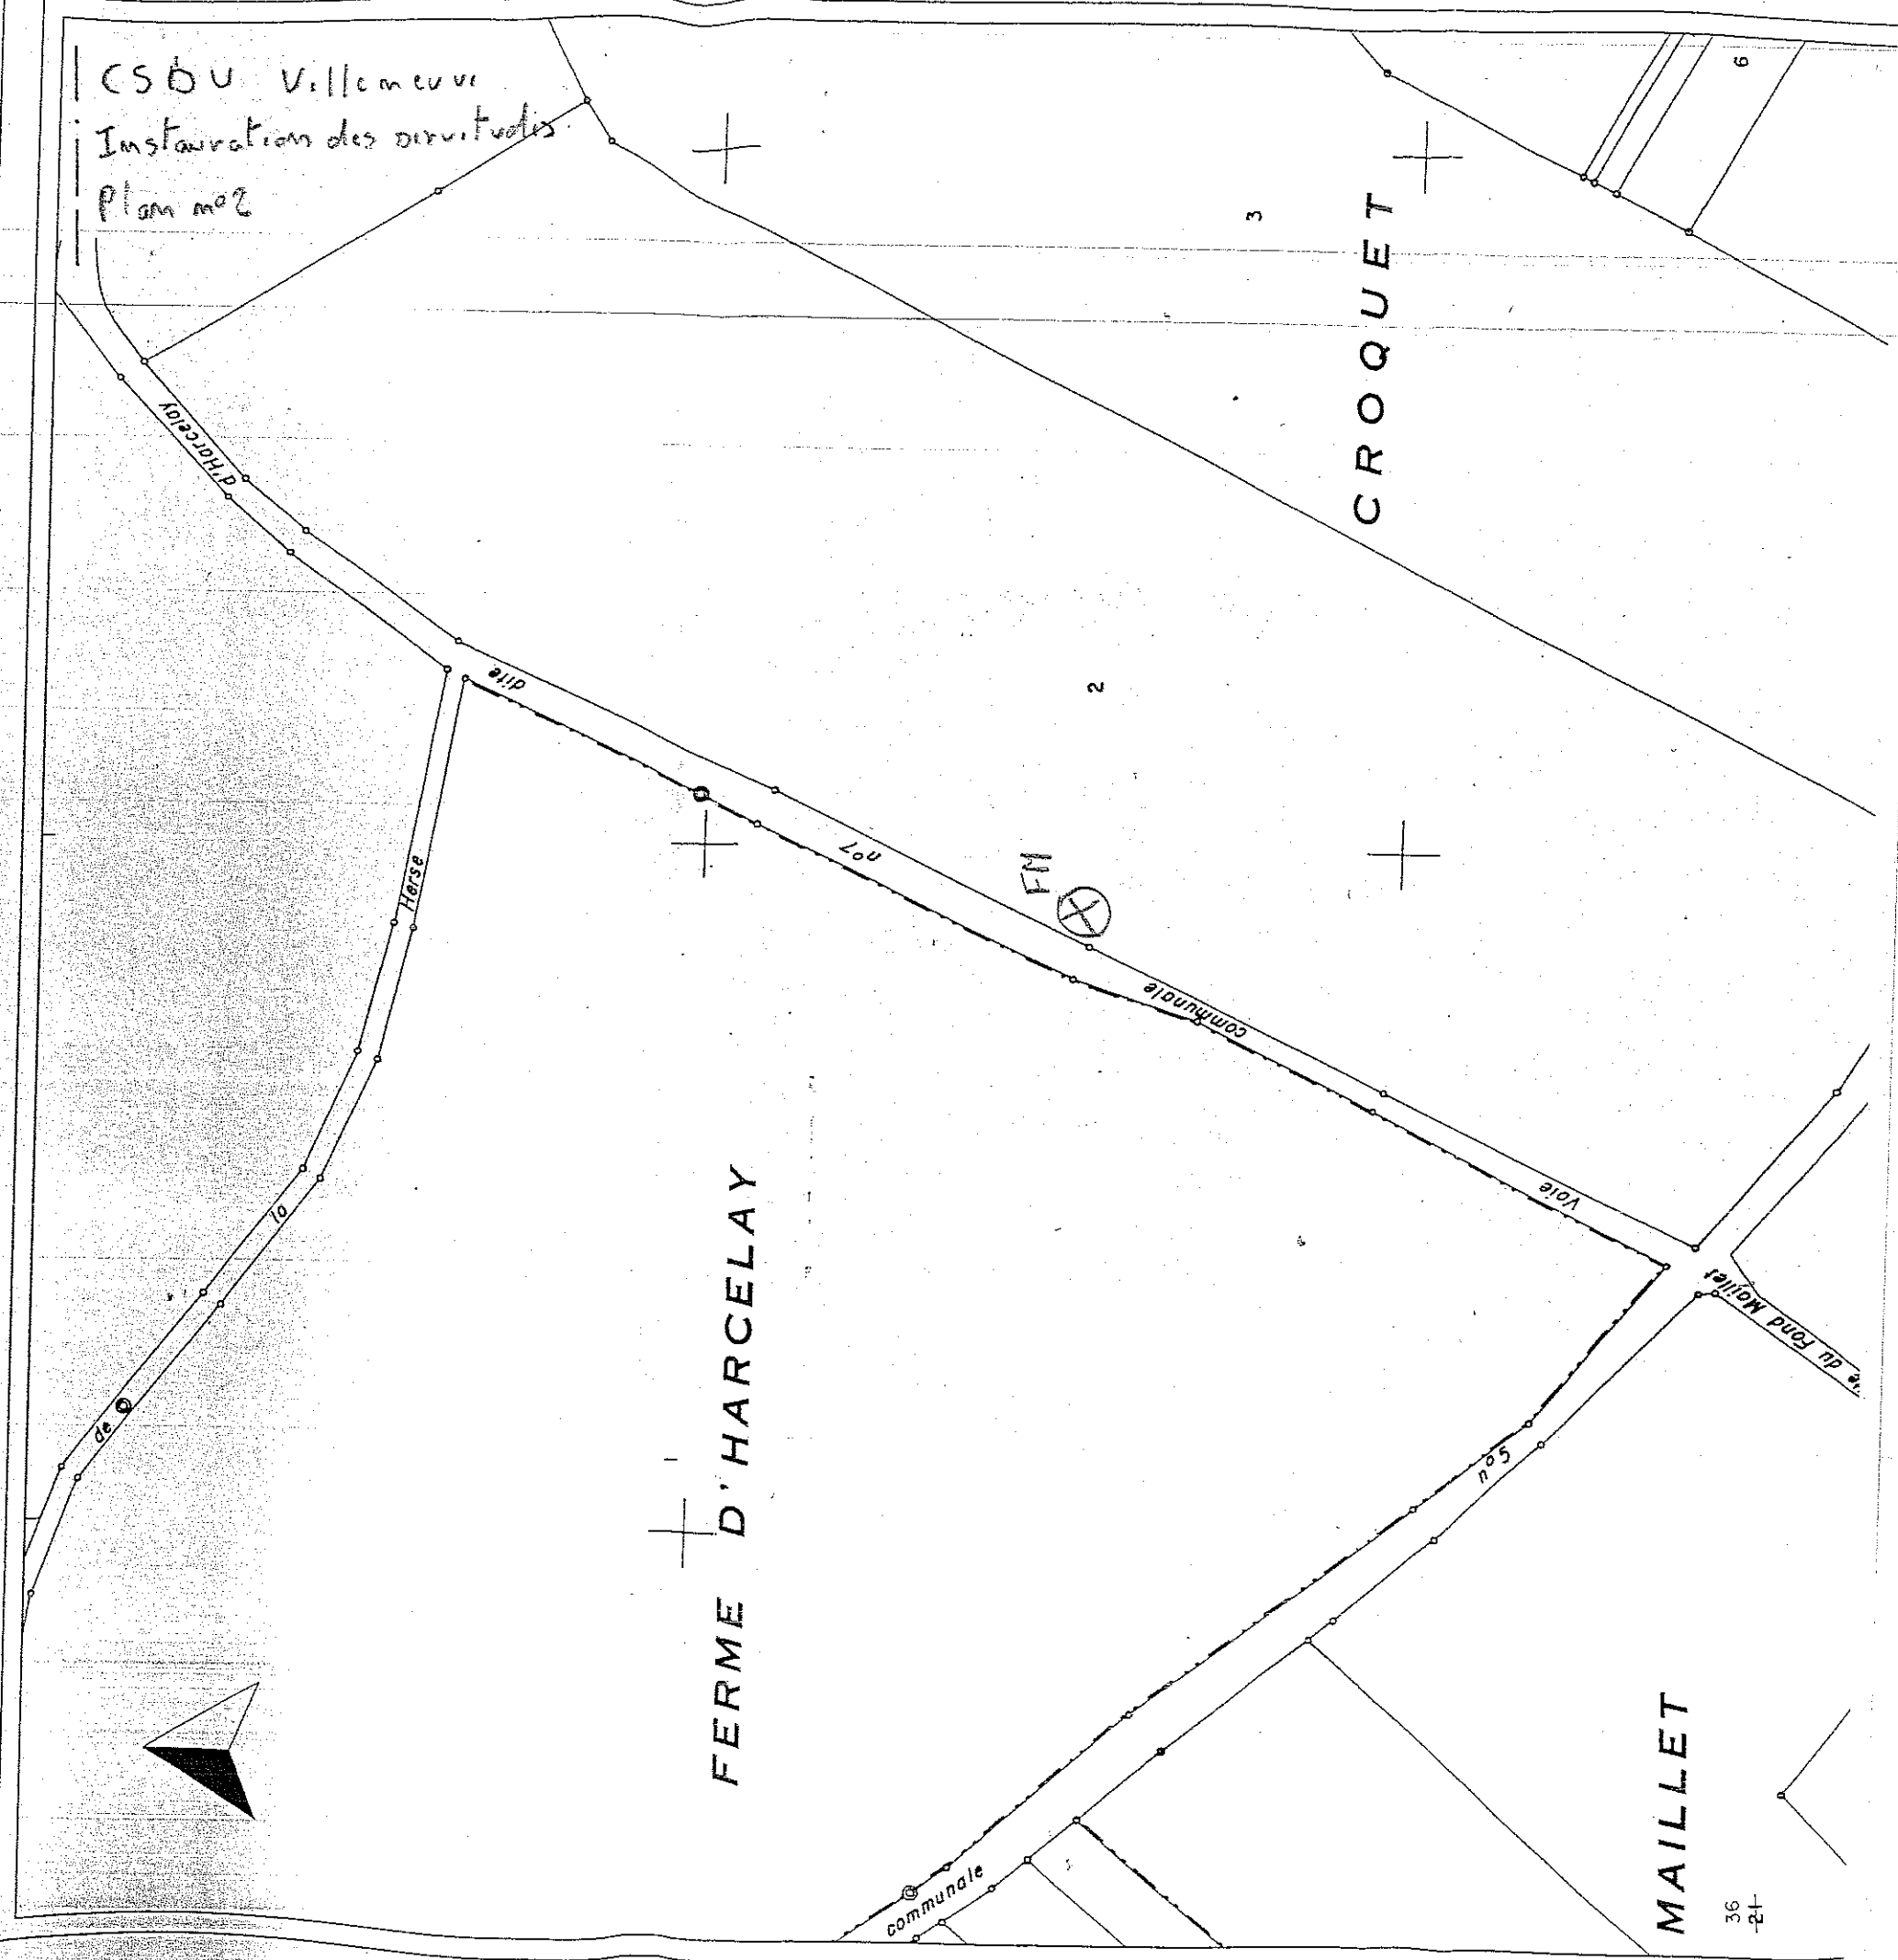 CSDU Villeneuve
Instauration des servitudes
Plan n°2
6
3
CROQUET
d'Harcelay
dite
2
n°7
FM
Herse
communale
la
Voie
FERME D'HARCELAY
du Fond Maillet
de
n°5
communale
MAILLET
36
21